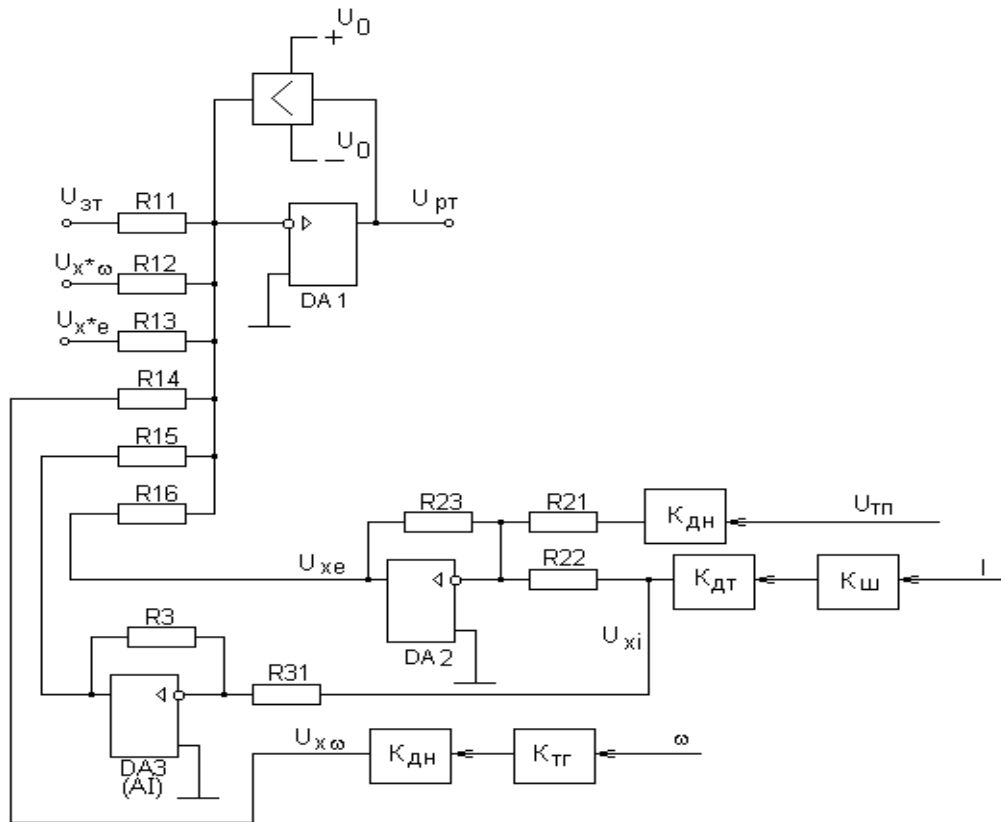 + U0
– U0
Uзт
R11
Uрт
Ux*ω
R12
DA 1
Ux*e
R13
R14
R15
R16
R23
R21
Kдн
Uтп
Uxe
R22
Kдт
Kш
I
R3
DA 2
Uxi
R31
Uxω
Kдн
Kтг
ω
DA3
(AI)